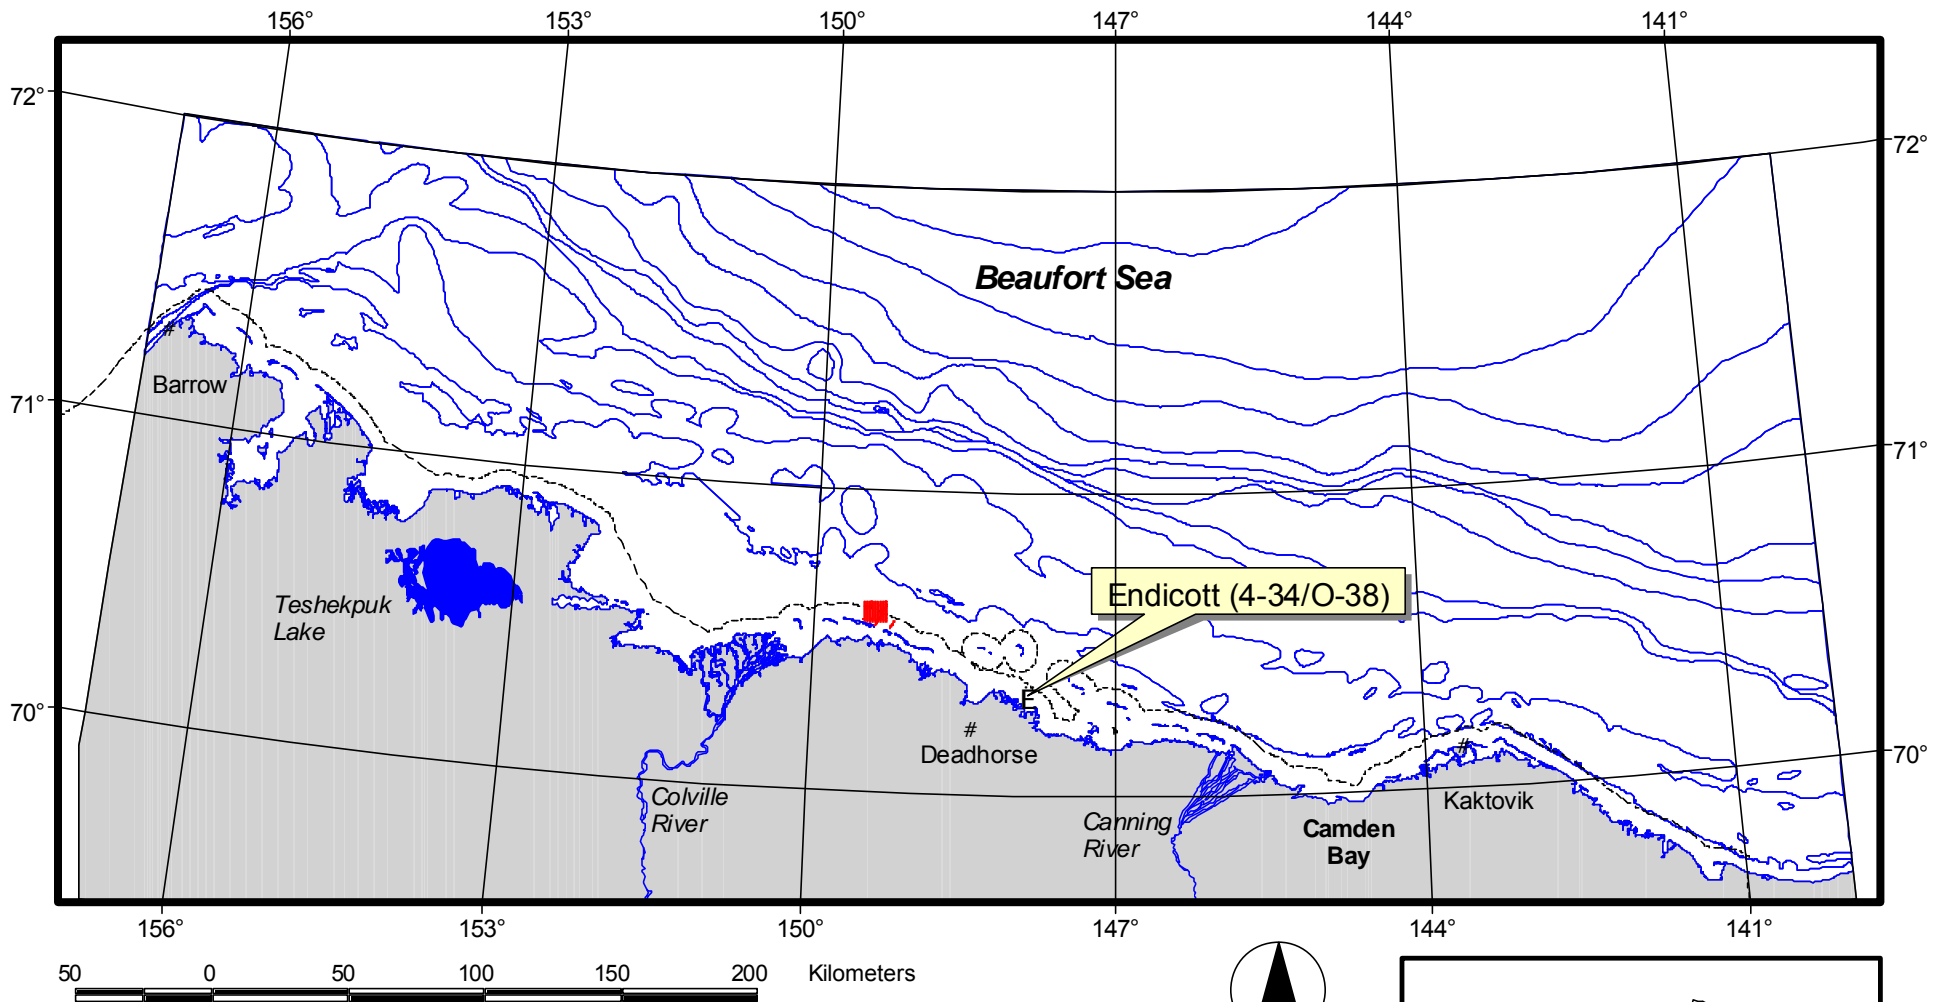 156° 153° 150° 147° 144° 141°
72°
72°
Beaufort Sea
#
Barrow
71°
71°
Endicott (4-34/O-38)
Teshekpuk
Lake
E
70°
#
Deadhorse
#
70°
Colville
River
Kaktovik
Canning
River
Camden
Bay
156° 153° 150° 147° 144° 141°
50 0 50 100 150 200 Kilometers